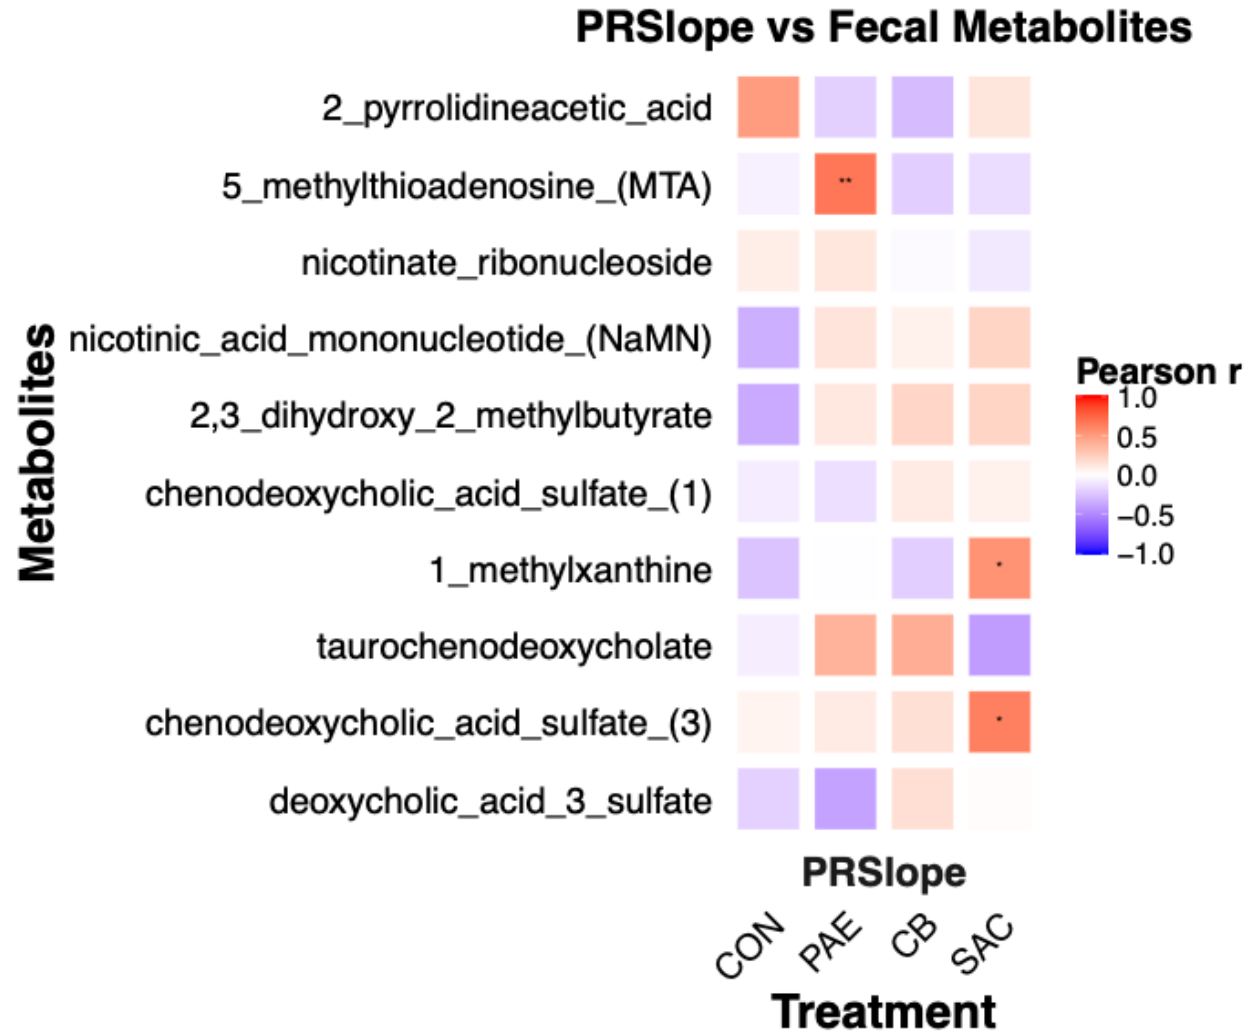 PRSlope vs Fecal Metabolites
Metabolites
2_pyrrolidineacetic_acid
5_methylthioadenosine_(MTA)
**
nicotinate_ribonucleoside
nicotinic_acid_mononucleotide_(NaMN)
2,3_dihydroxy_2_methylbutyrate
chenodeoxycholic_acid_sulfate_(1)
1_methylxanthine
*
taurochenodeoxycholate
chenodeoxycholic_acid_sulfate_(3)
*
deoxycholic_acid_3_sulfate
Pearson r
1.0
0.5
0.0
−0.5
−1.0
PRSlope
CON PAE CB SAC
Treatment